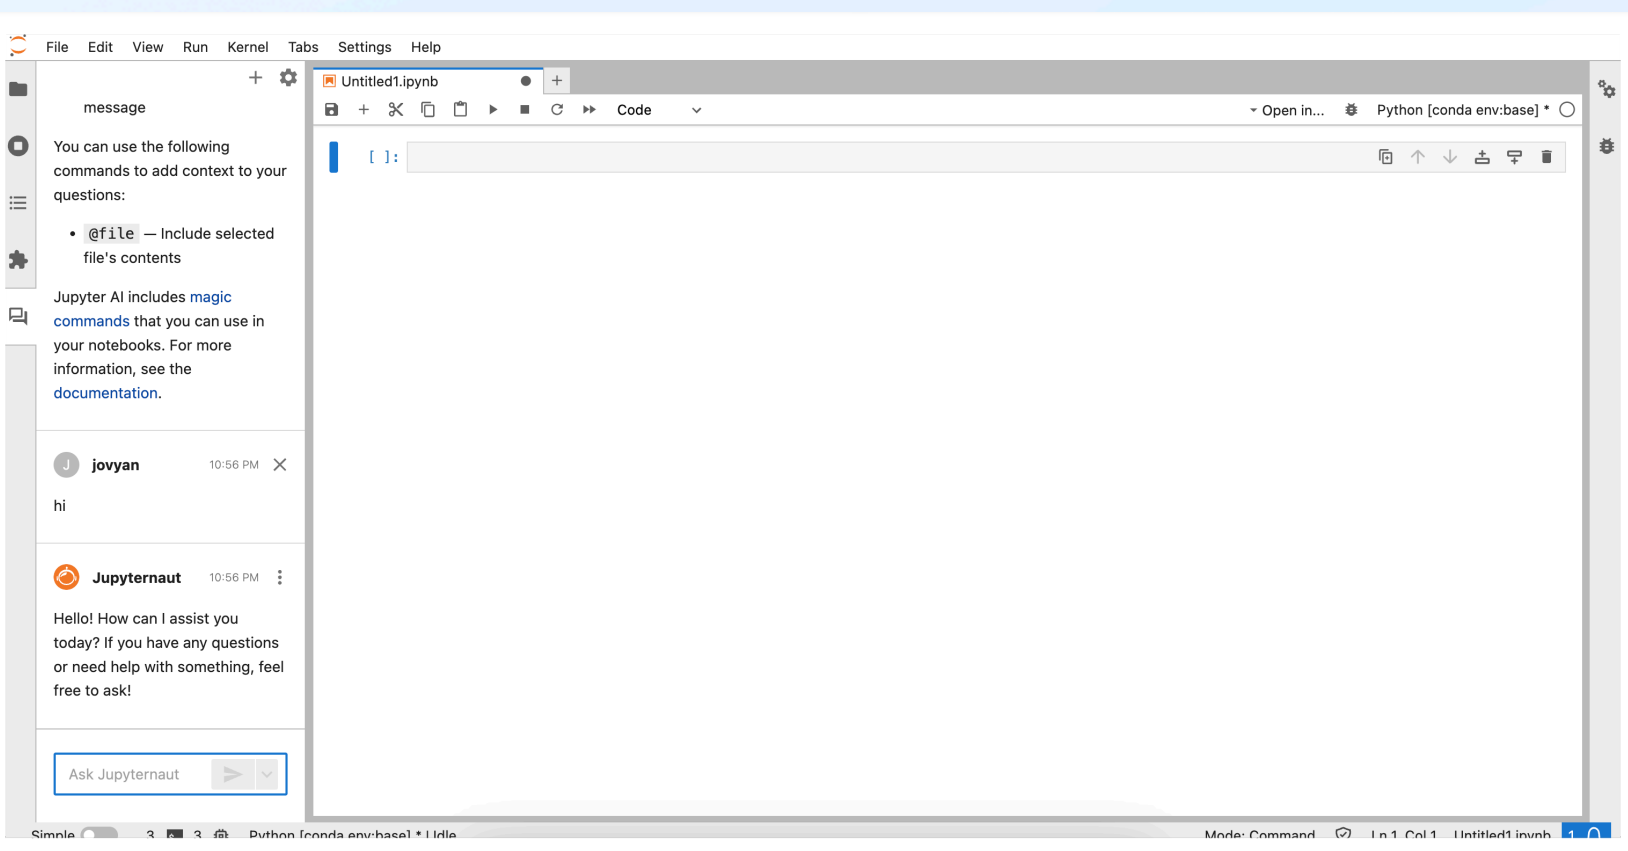 File Edit View Run Kernel Tabs Settings Help
message
You can use the following
commands to add context to your
questions:
• @file — Include selected
file's contents
Jupyter AI includes magic
commands that you can use in
your notebooks. For more
information, see the
documentation.
J jovyan 10:56 PM
hi
Jupyternaut 10:56 PM
Hello! How can I assist you
today? If you have any questions
or need help with something, feel
free to ask!
Ask Jupyternaut
Untitled1.ipynb
Code Open in... Python [conda env:base] *
[ ]:
Simple 3 3 Python [conda env:base] * | Idle Mode: Command Ln 1, Col 1 Untitled1.ipynb 1